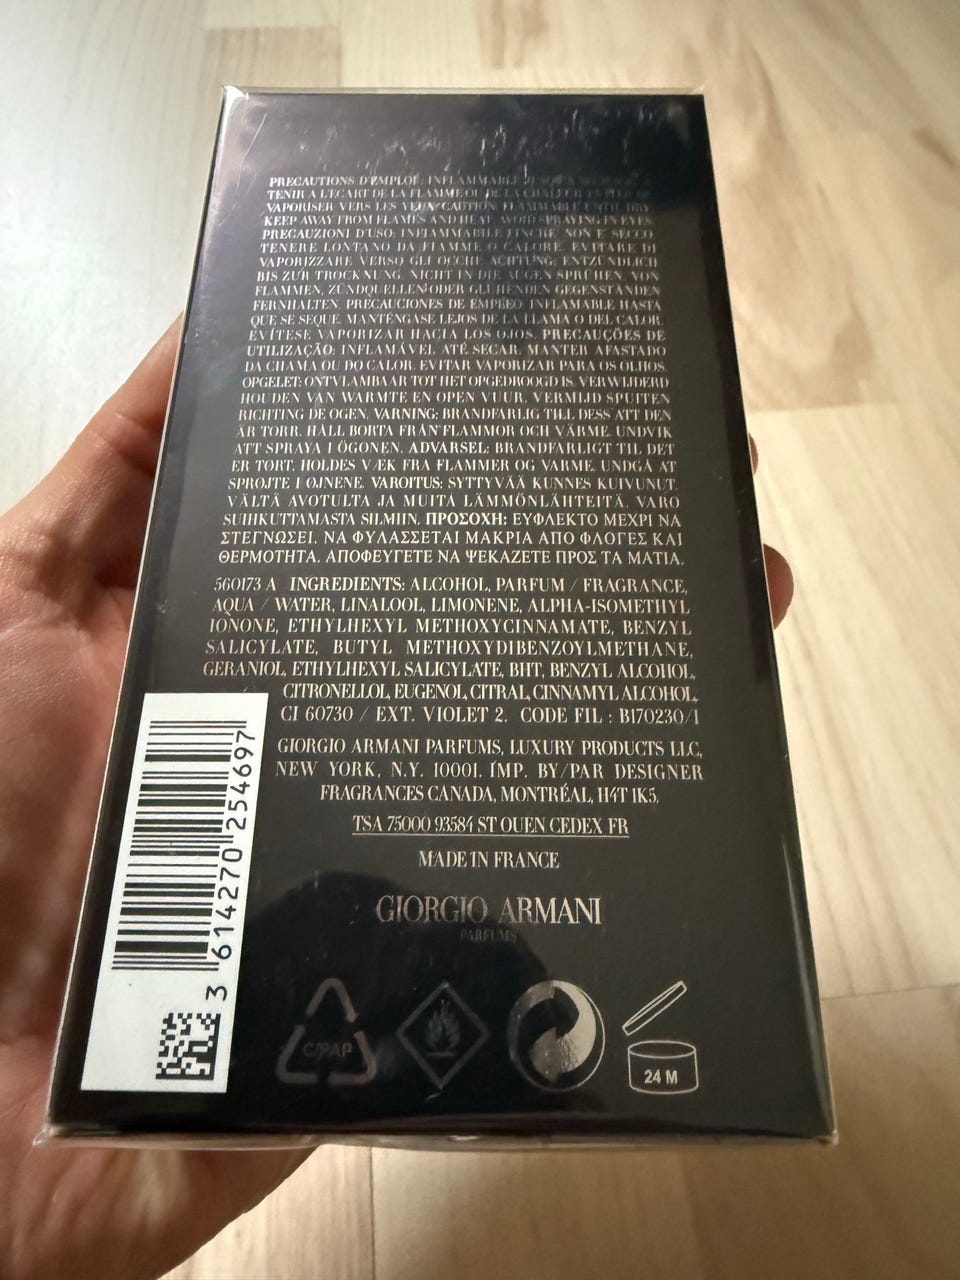 PRECAUTIONS D'EMPLOI: INFLAMMABLE JUSQU'À SÉCHAGE.
TENIR À L'ÉCART DE LA FLAMME OU DE LA CHALEUR. ÉVITER DE
VAPORISER VERS LES YEUX. CAUTION: FLAMMABLE UNTIL DRY.
KEEP AWAY FROM FLAMES AND HEAT. AVOID SPRAYING IN EYES.
PRECAUZIONI D'USO: INFIAMMABILE FINCHÉ NON È SECCO.
TENERE LONTANO DA FIAMME O CALORE. EVITARE DI
VAPORIZZARE VERSO GLI OCCHI. ACHTUNG: ENTZÜNDLICH
BIS ZUR TROCKNUNG. NICHT IN DIE AUGEN SPRÜHEN. VON
FLAMMEN, ZÜNDQUELLEN ODER GLÜHENDEN GEGENSTÄNDEN
FERNHALTEN. PRECAUCIONES DE EMPLEO: INFLAMABLE HASTA
QUE SE SEQUE. MANTÉNGASE LEJOS DE LA LLAMA O DEL CALOR.
EVÍTESE VAPORIZAR HACIA LOS OJOS. PRECAUÇÕES DE
UTILIZAÇÃO: INFLAMÁVEL ATÉ SECAR. MANTER AFASTADO
DA CHAMA OU DO CALOR. EVITAR VAPORIZAR PARA OS OLHOS.
OPGELET: ONTVLAMBAAR TOT HET OPGEDROOGD IS. VERWIJDERD
HOUDEN VAN WARMTE EN OPEN VUUR. VERMIJD SPUITEN
RICHTING DE OGEN. VARNING: BRANDFARLIG TILL DESS ATT DEN
ÄR TORR. HÅLL BORTA FRÅN FLAMMOR OCH VÄRME. UNDVIK
ATT SPRAYA I ÖGONEN. ADVARSEL: BRANDFARLIGT TIL DET
ER TØRT. HOLDES VÆK FRA FLAMMER OG VARME. UNDGÅ AT
SPRØJTE I ØJNENE. VAROITUS: SYTTYVÄÄ KUNNES KUIVUNUT.
VÄLTÄ AVOTULTA JA MUITA LÄMMÖNLÄHTEITÄ. VARO
SUIHKUTTAMASTA SILMIIN. ΠΡΟΣΟΧΗ: ΕΥΦΛΕΚΤΟ ΜΕΧΡΙ ΝΑ
ΣΤΕΓΝΩΣΕΙ. ΝΑ ΦΥΛΑΣΣΕΤΑΙ ΜΑΚΡΙΑ ΑΠΟ ΦΛΟΓΕΣ ΚΑΙ
ΘΕΡΜΟΤΗΤΑ. ΑΠΟΦΕΥΓΕΤΕ ΝΑ ΨΕΚΑΖΕΤΕ ΠΡΟΣ ΤΑ ΜΑΤΙΑ.
560173 A INGREDIENTS: ALCOHOL, PARFUM / FRAGRANCE,
AQUA / WATER, LINALOOL, LIMONENE, ALPHA-ISOMETHYL
IONONE, ETHYLHEXYL METHOXYCINNAMATE, BENZYL
SALICYLATE, BUTYL METHOXYDIBENZOYLMETHANE,
GERANIOL, ETHYLHEXYL SALICYLATE, BHT, BENZYL ALCOHOL,
CITRONELLOL, EUGENOL, CITRAL, CINNAMYL ALCOHOL,
CI 60730 / EXT. VIOLET 2. CODE FIL : B170230/1
GIORGIO ARMANI PARFUMS, LUXURY PRODUCTS LLC,
NEW YORK, N.Y. 10001. IMP. BY/PAR DESIGNER
FRAGRANCES CANADA, MONTRÉAL, H4T 1K5.
TSA 75000 93584 ST OUEN CEDEX FR
MADE IN FRANCE
GIORGIO ARMANI
PARFUMS
3 614270 254697
C/PAP
24 M